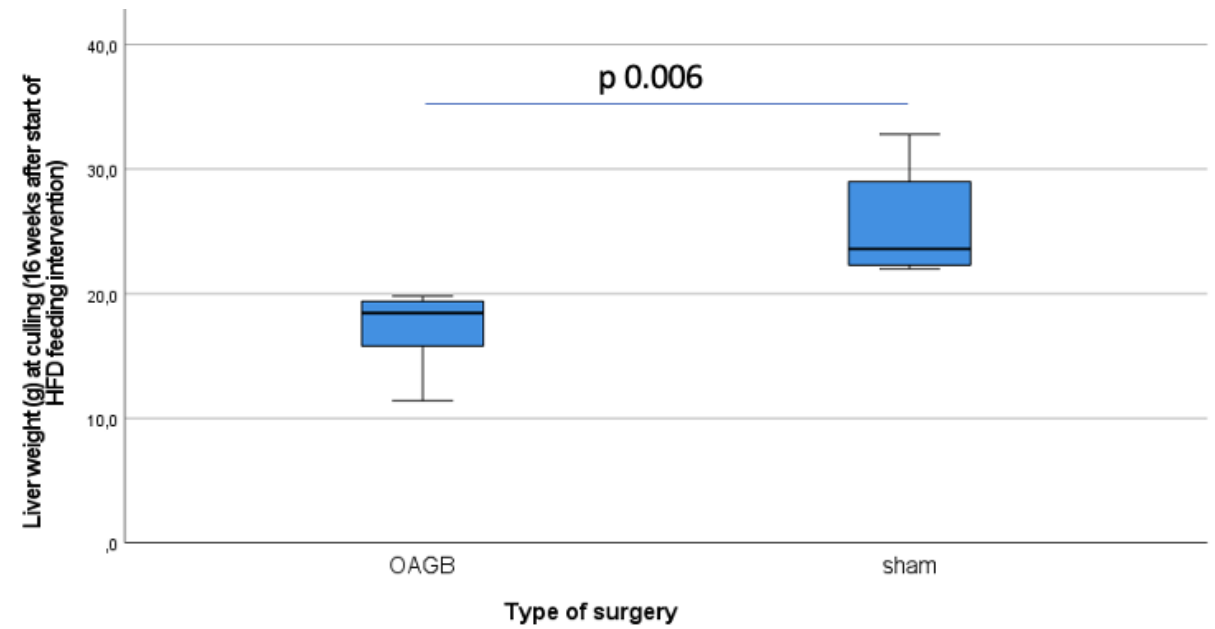 Liver weight (g) at culling (16 weeks after start of
HFD feeding intervention)
40,0
30,0
20,0
10,0
,0
p 0.006
OAGB
sham
Type of surgery